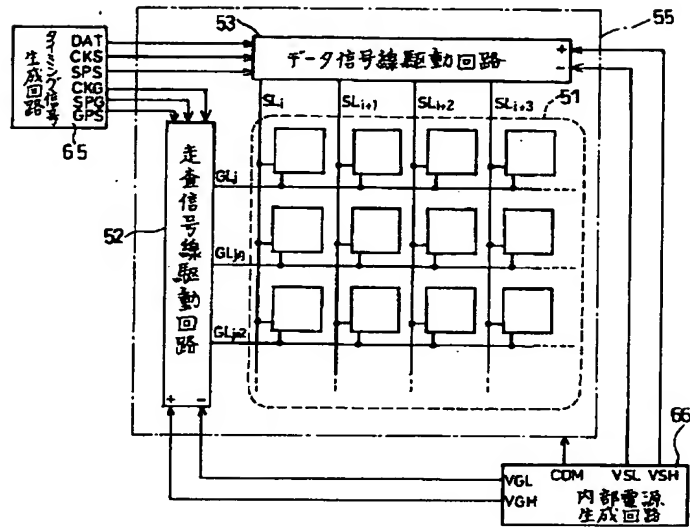 53
55
DAT
CKS
SPS
CKG
SPG
GPS
タイミング信号
生成回路
65
データ信号線駆動回路
+
-
SLi
SLi+1
SLi+2
SLi+3
51
走査信号線駆動回路
52
GLj
GLj+1
GLj+2
+ -
66
COM VSL VSH
VGL
VGH
内部電源
生成回路